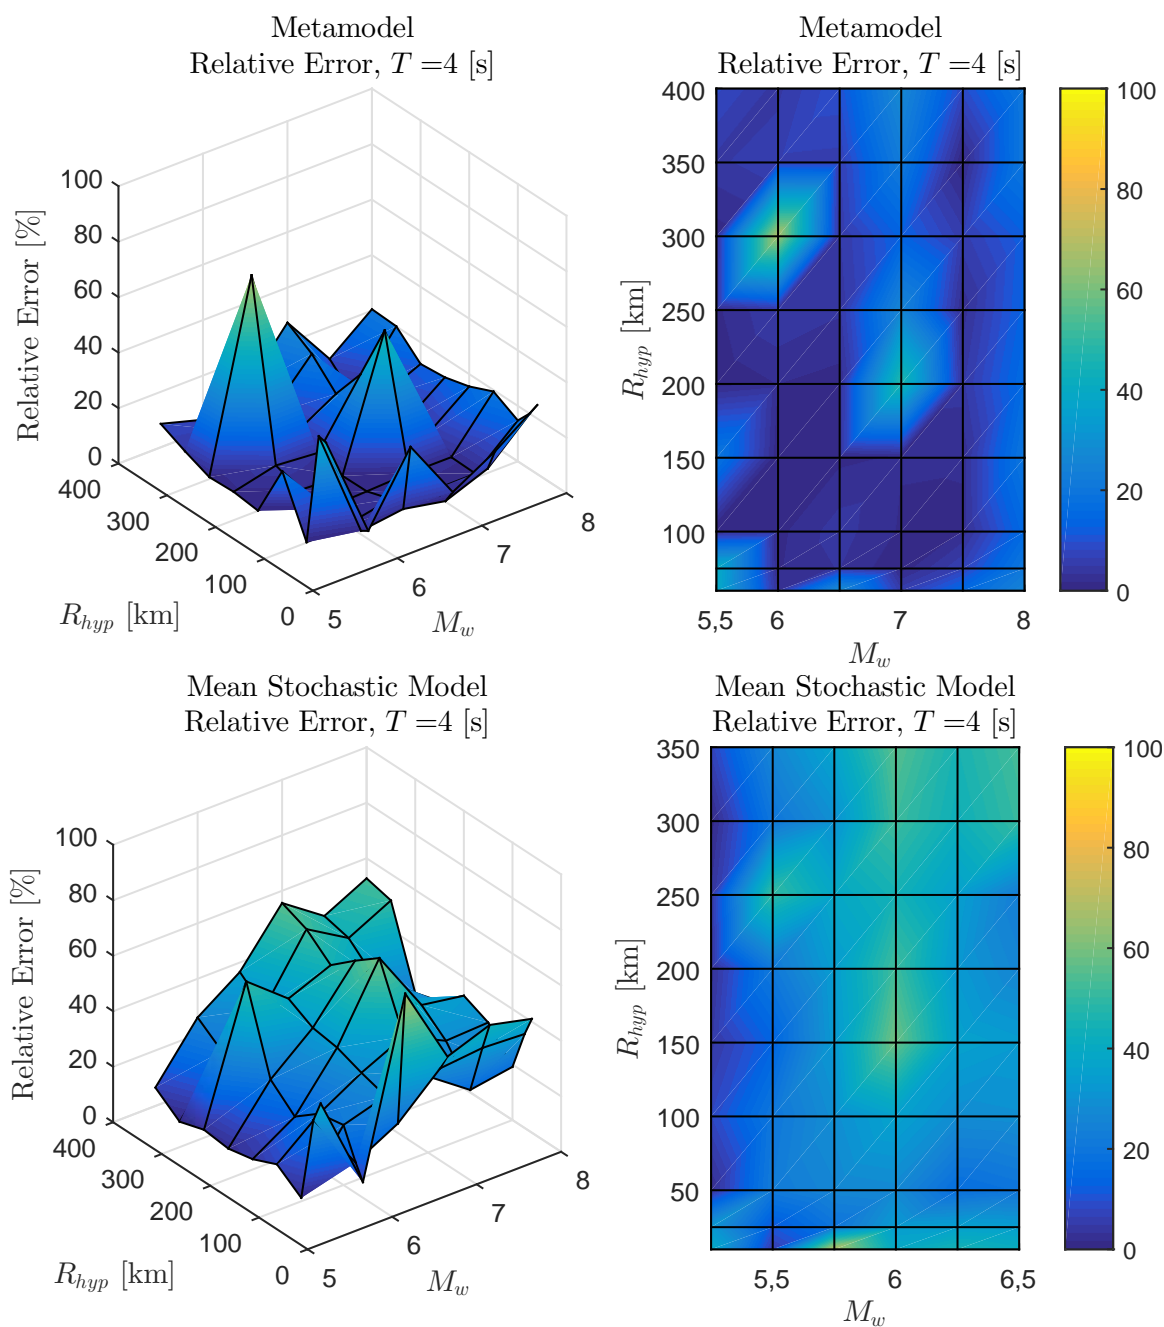 Metamodel
Relative Error, T =4 [s]
100
80
60
40
20
0
Relative Error [%]
400
300
200
100
0
R_hyp [km]
5
6
7
8
M_w
Metamodel
Relative Error, T =4 [s]
400
350
300
250
200
150
100
R_hyp [km]
5,5 6 7 8
M_w
100
80
60
40
20
0
Mean Stochastic Model
Relative Error, T =4 [s]
100
80
60
40
20
0
Relative Error [%]
400
300
200
100
0
R_hyp [km]
5
6
7
8
M_w
Mean Stochastic Model
Relative Error, T =4 [s]
350
300
250
200
150
100
50
R_hyp [km]
5,5 6 6,5
M_w
100
80
60
40
20
0